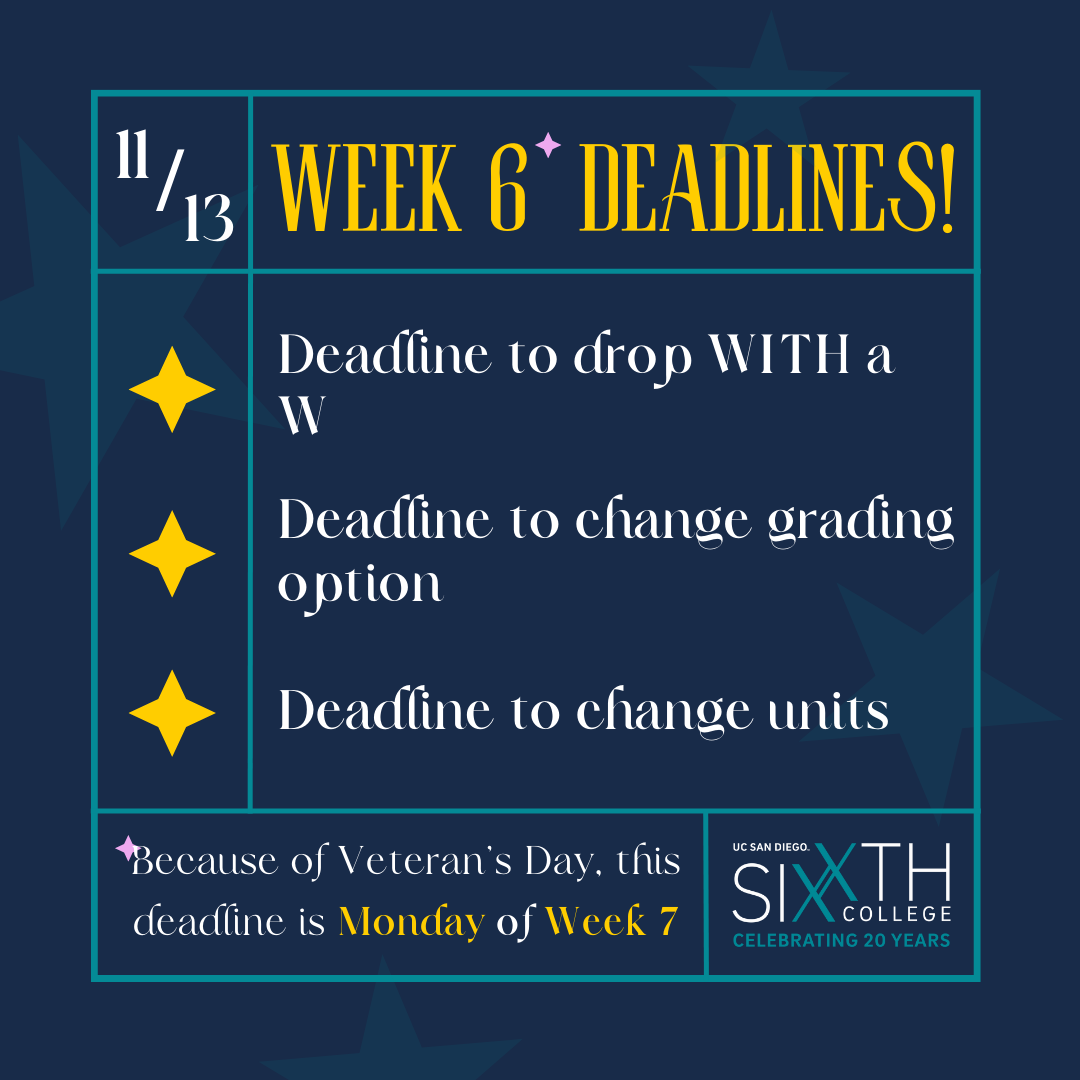 11/13
WEEK 6 DEADLINES!
Deadline to drop WITH a
W
Deadline to change grading
option
Deadline to change units
Because of Veteran's Day, this
deadline is Monday of Week 7
UC SAN DIEGO
SIXXTH
COLLEGE
CELEBRATING 20 YEARS